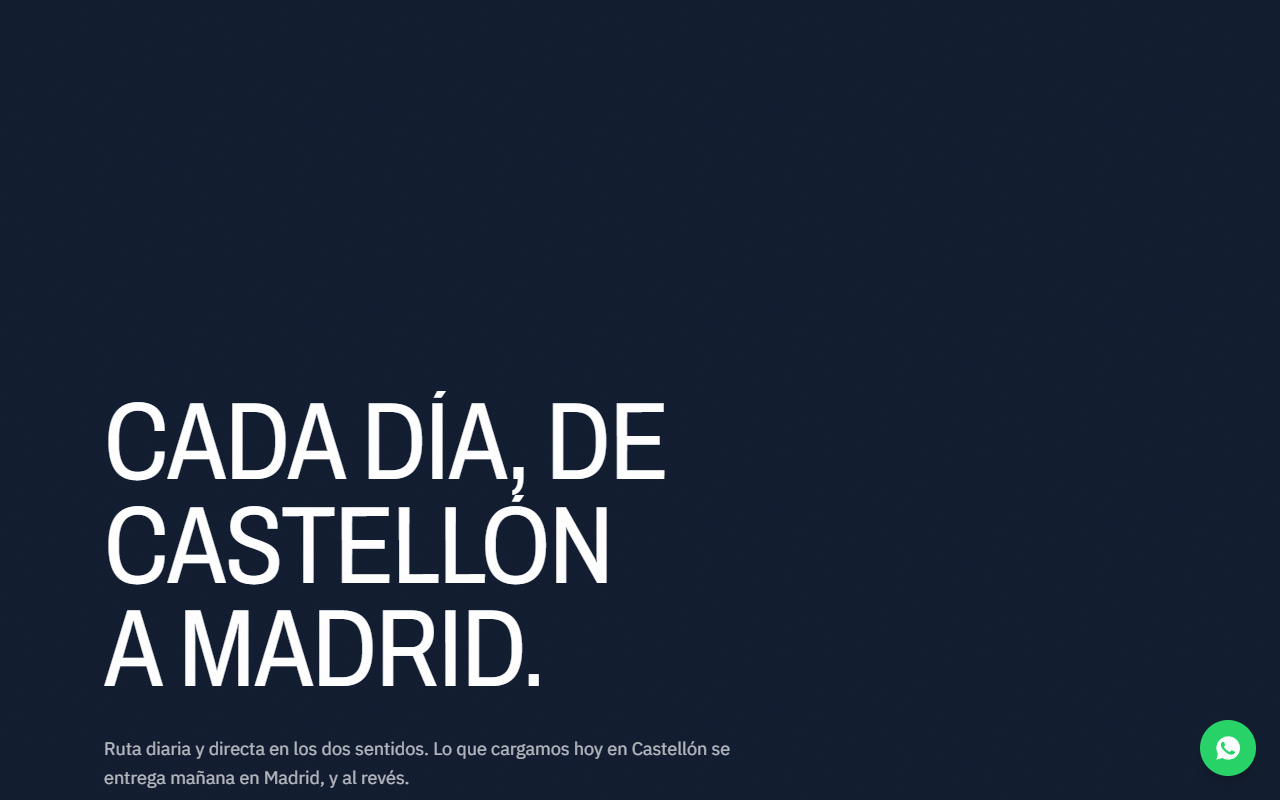 CADA DÍA, DE
CASTELLÓN
A MADRID.
Ruta diaria y directa en los dos sentidos. Lo que cargamos hoy en Castellón se
entrega mañana en Madrid, y al revés.